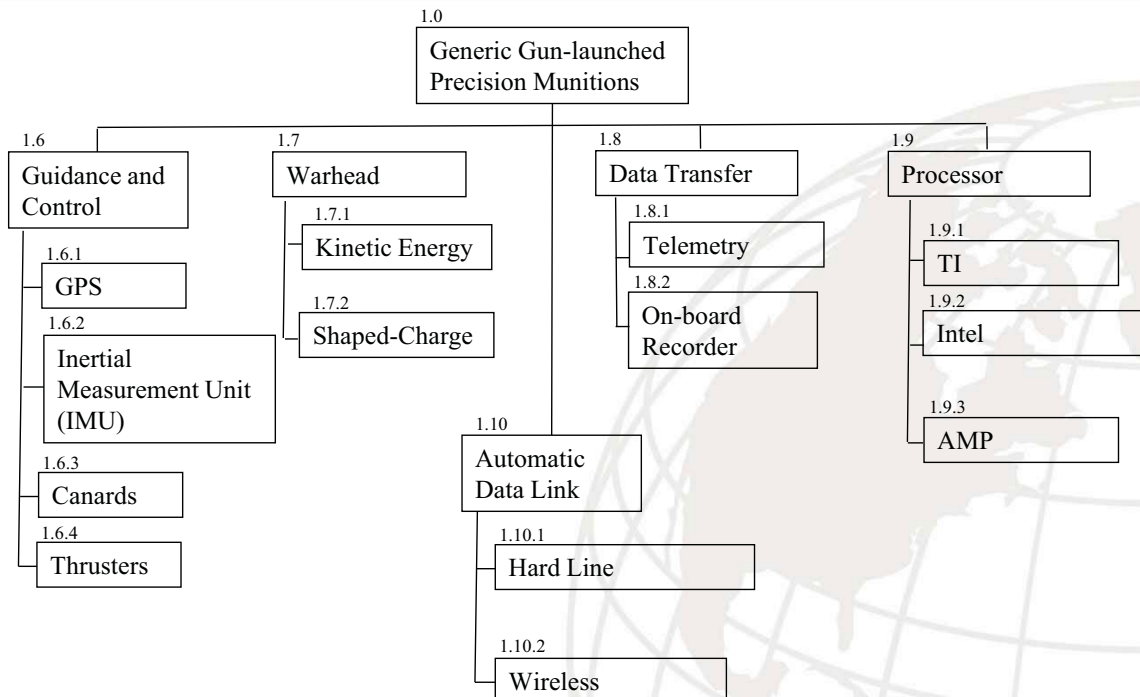 1.0
Generic Gun-launched
Precision Munitions
1.6
Guidance and
Control
1.6.1
GPS
1.6.2
Inertial
Measurement Unit
(IMU)
1.6.3
Canards
1.6.4
Thrusters
1.7
Warhead
1.7.1
Kinetic Energy
1.7.2
Shaped-Charge
1.10
Automatic
Data Link
1.10.1
Hard Line
1.10.2
Wireless
1.8
Data Transfer
1.8.1
Telemetry
1.8.2
On-board
Recorder
1.9
Processor
1.9.1
TI
1.9.2
Intel
1.9.3
AMP